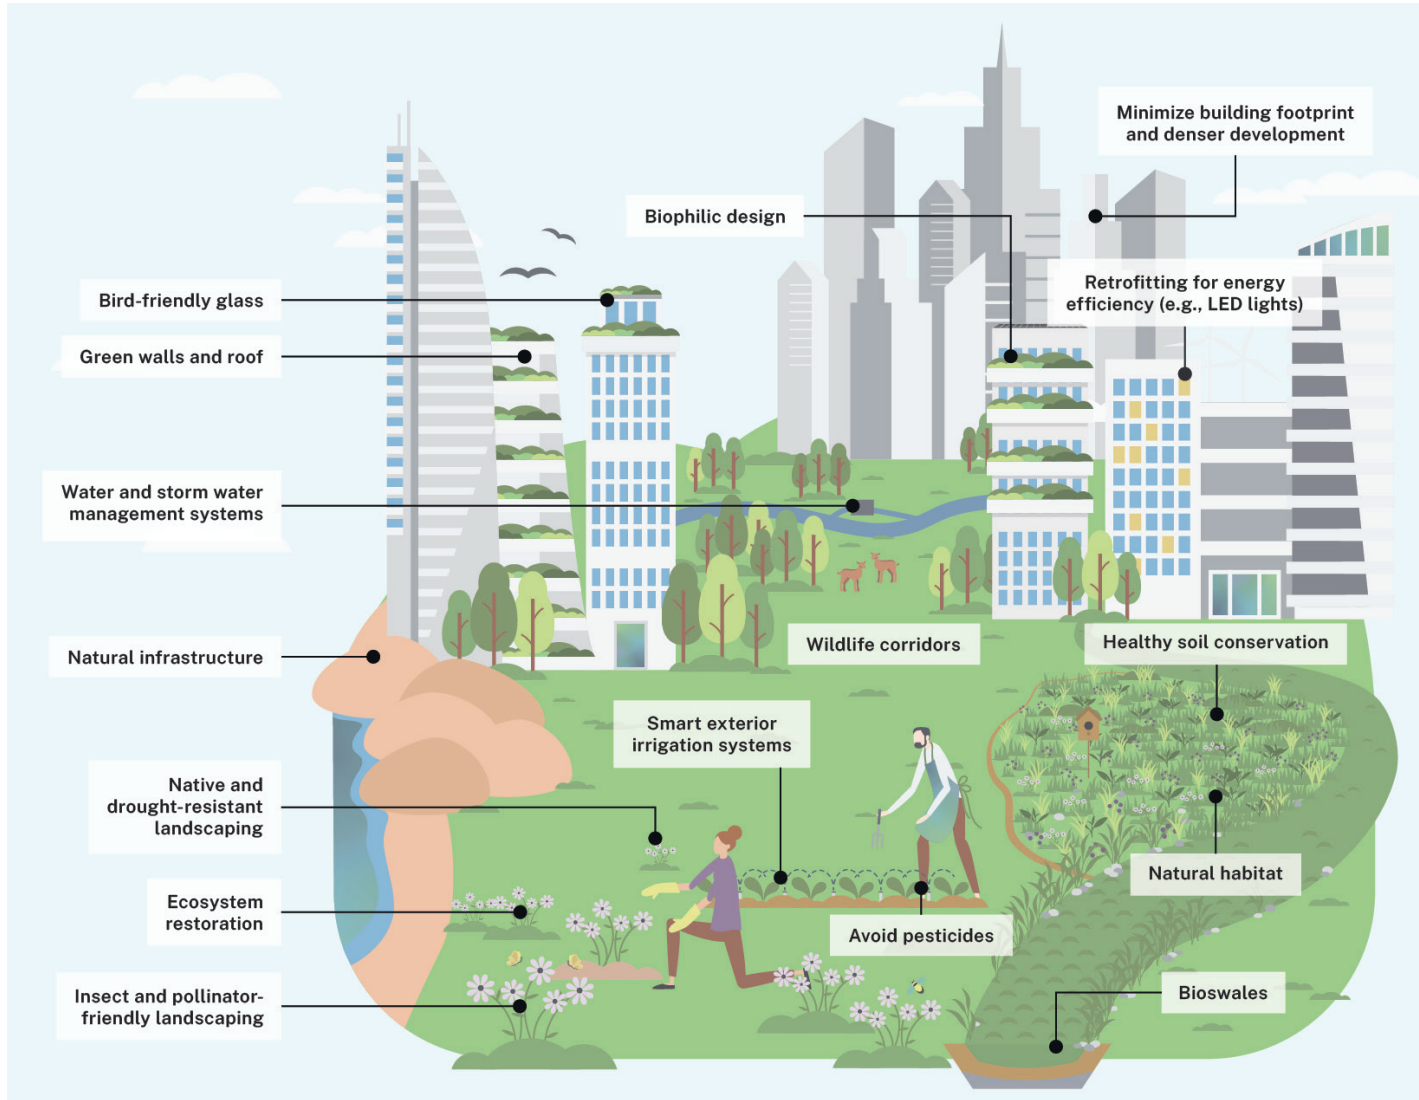 Minimize building footprint
and denser development
Biophilic design
Bird-friendly glass
Retrofitting for energy
efficiency (e.g., LED lights)
Green walls and roof
Water and storm water
management systems
Natural infrastructure
Wildlife corridors
Healthy soil conservation
Smart exterior
irrigation systems
Native and
drought-resistant
landscaping
Natural habitat
Ecosystem
restoration
Avoid pesticides
Insect and pollinator-
friendly landscaping
Bioswales